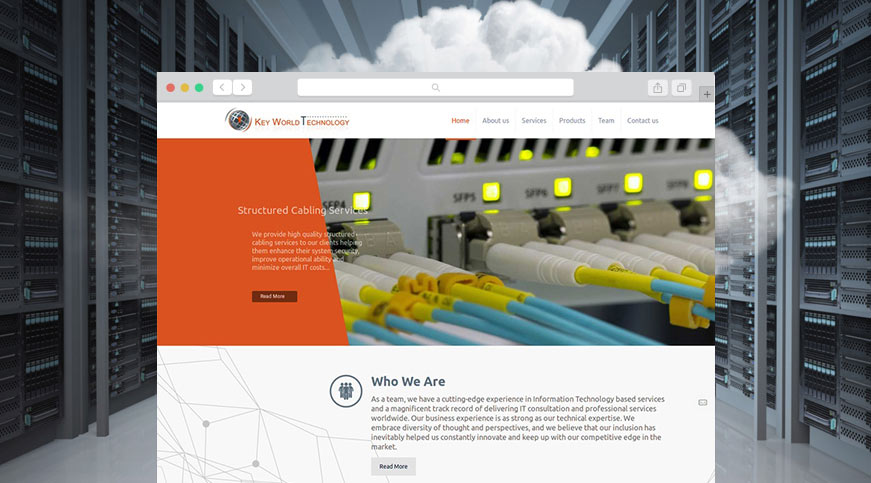 KEY WORLD TECHNOLOGY
Home About us Services Products Team Contact us
SFP4 SFP5 SFP6 SFP7 SFP8
Structured Cabling Services
We provide high quality structured
cabling services to our clients helping
them enhance their system security,
improve operational ability and
minimize overall IT costs...
Read More
Who We Are
As a team, we have a cutting-edge experience in Information Technology based services
and a magnificent track record of delivering IT consultation and professional services
worldwide. Our business experience is as strong as our technical expertise. We
embrace diversity of thought and perspectives, and we believe that our inclusion has
inevitably helped us constantly innovate and keep up with our competitive edge in the
market.
Read More